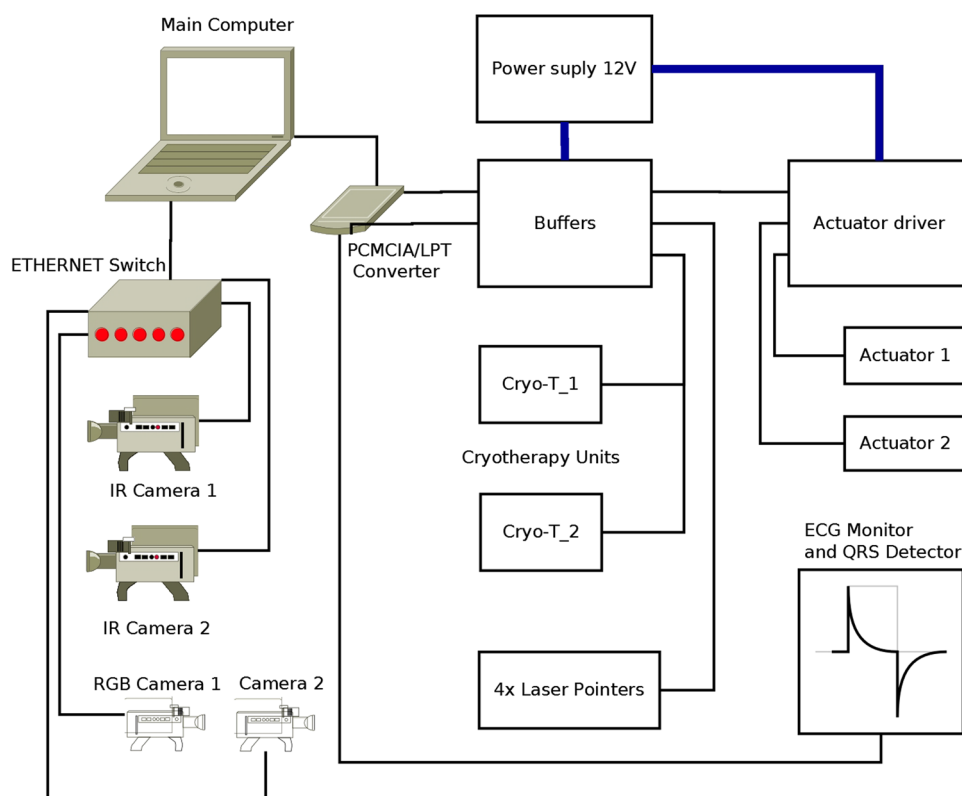 Main Computer
Power suply 12V
Buffers
Actuator driver
PCMCIA/LPT
Converter
ETHERNET Switch
Actuator 1
Cryo-T_1
Actuator 2
Cryotherapy Units
IR Camera 1
Cryo-T_2
ECG Monitor
and QRS Detector
IR Camera 2
RGB Camera 1
Camera 2
4x Laser Pointers